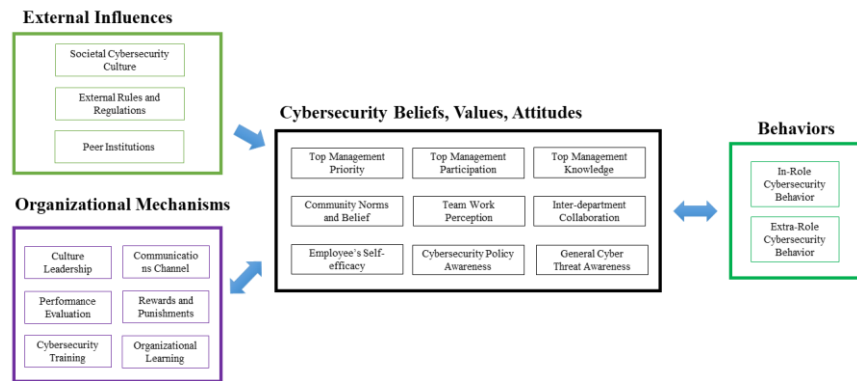 External Influences
Societal Cybersecurity
Culture
External Rules and
Regulations
Peer Institutions
Organizational Mechanisms
Culture
Leadership
Communicatio
ns Channel
Performance
Evaluation
Rewards and
Punishments
Cybersecurity
Training
Organizational
Learning
Cybersecurity Beliefs, Values, Attitudes
Top Management
Priority
Top Management
Participation
Top Management
Knowledge
Community Norms
and Belief
Team Work
Perception
Inter-department
Collaboration
Employee's Self-
efficacy
Cybersecurity Policy
Awareness
General Cyber
Threat Awareness
Behaviors
In-Role
Cybersecurity
Behavior
Extra-Role
Cybersecurity
Behavior